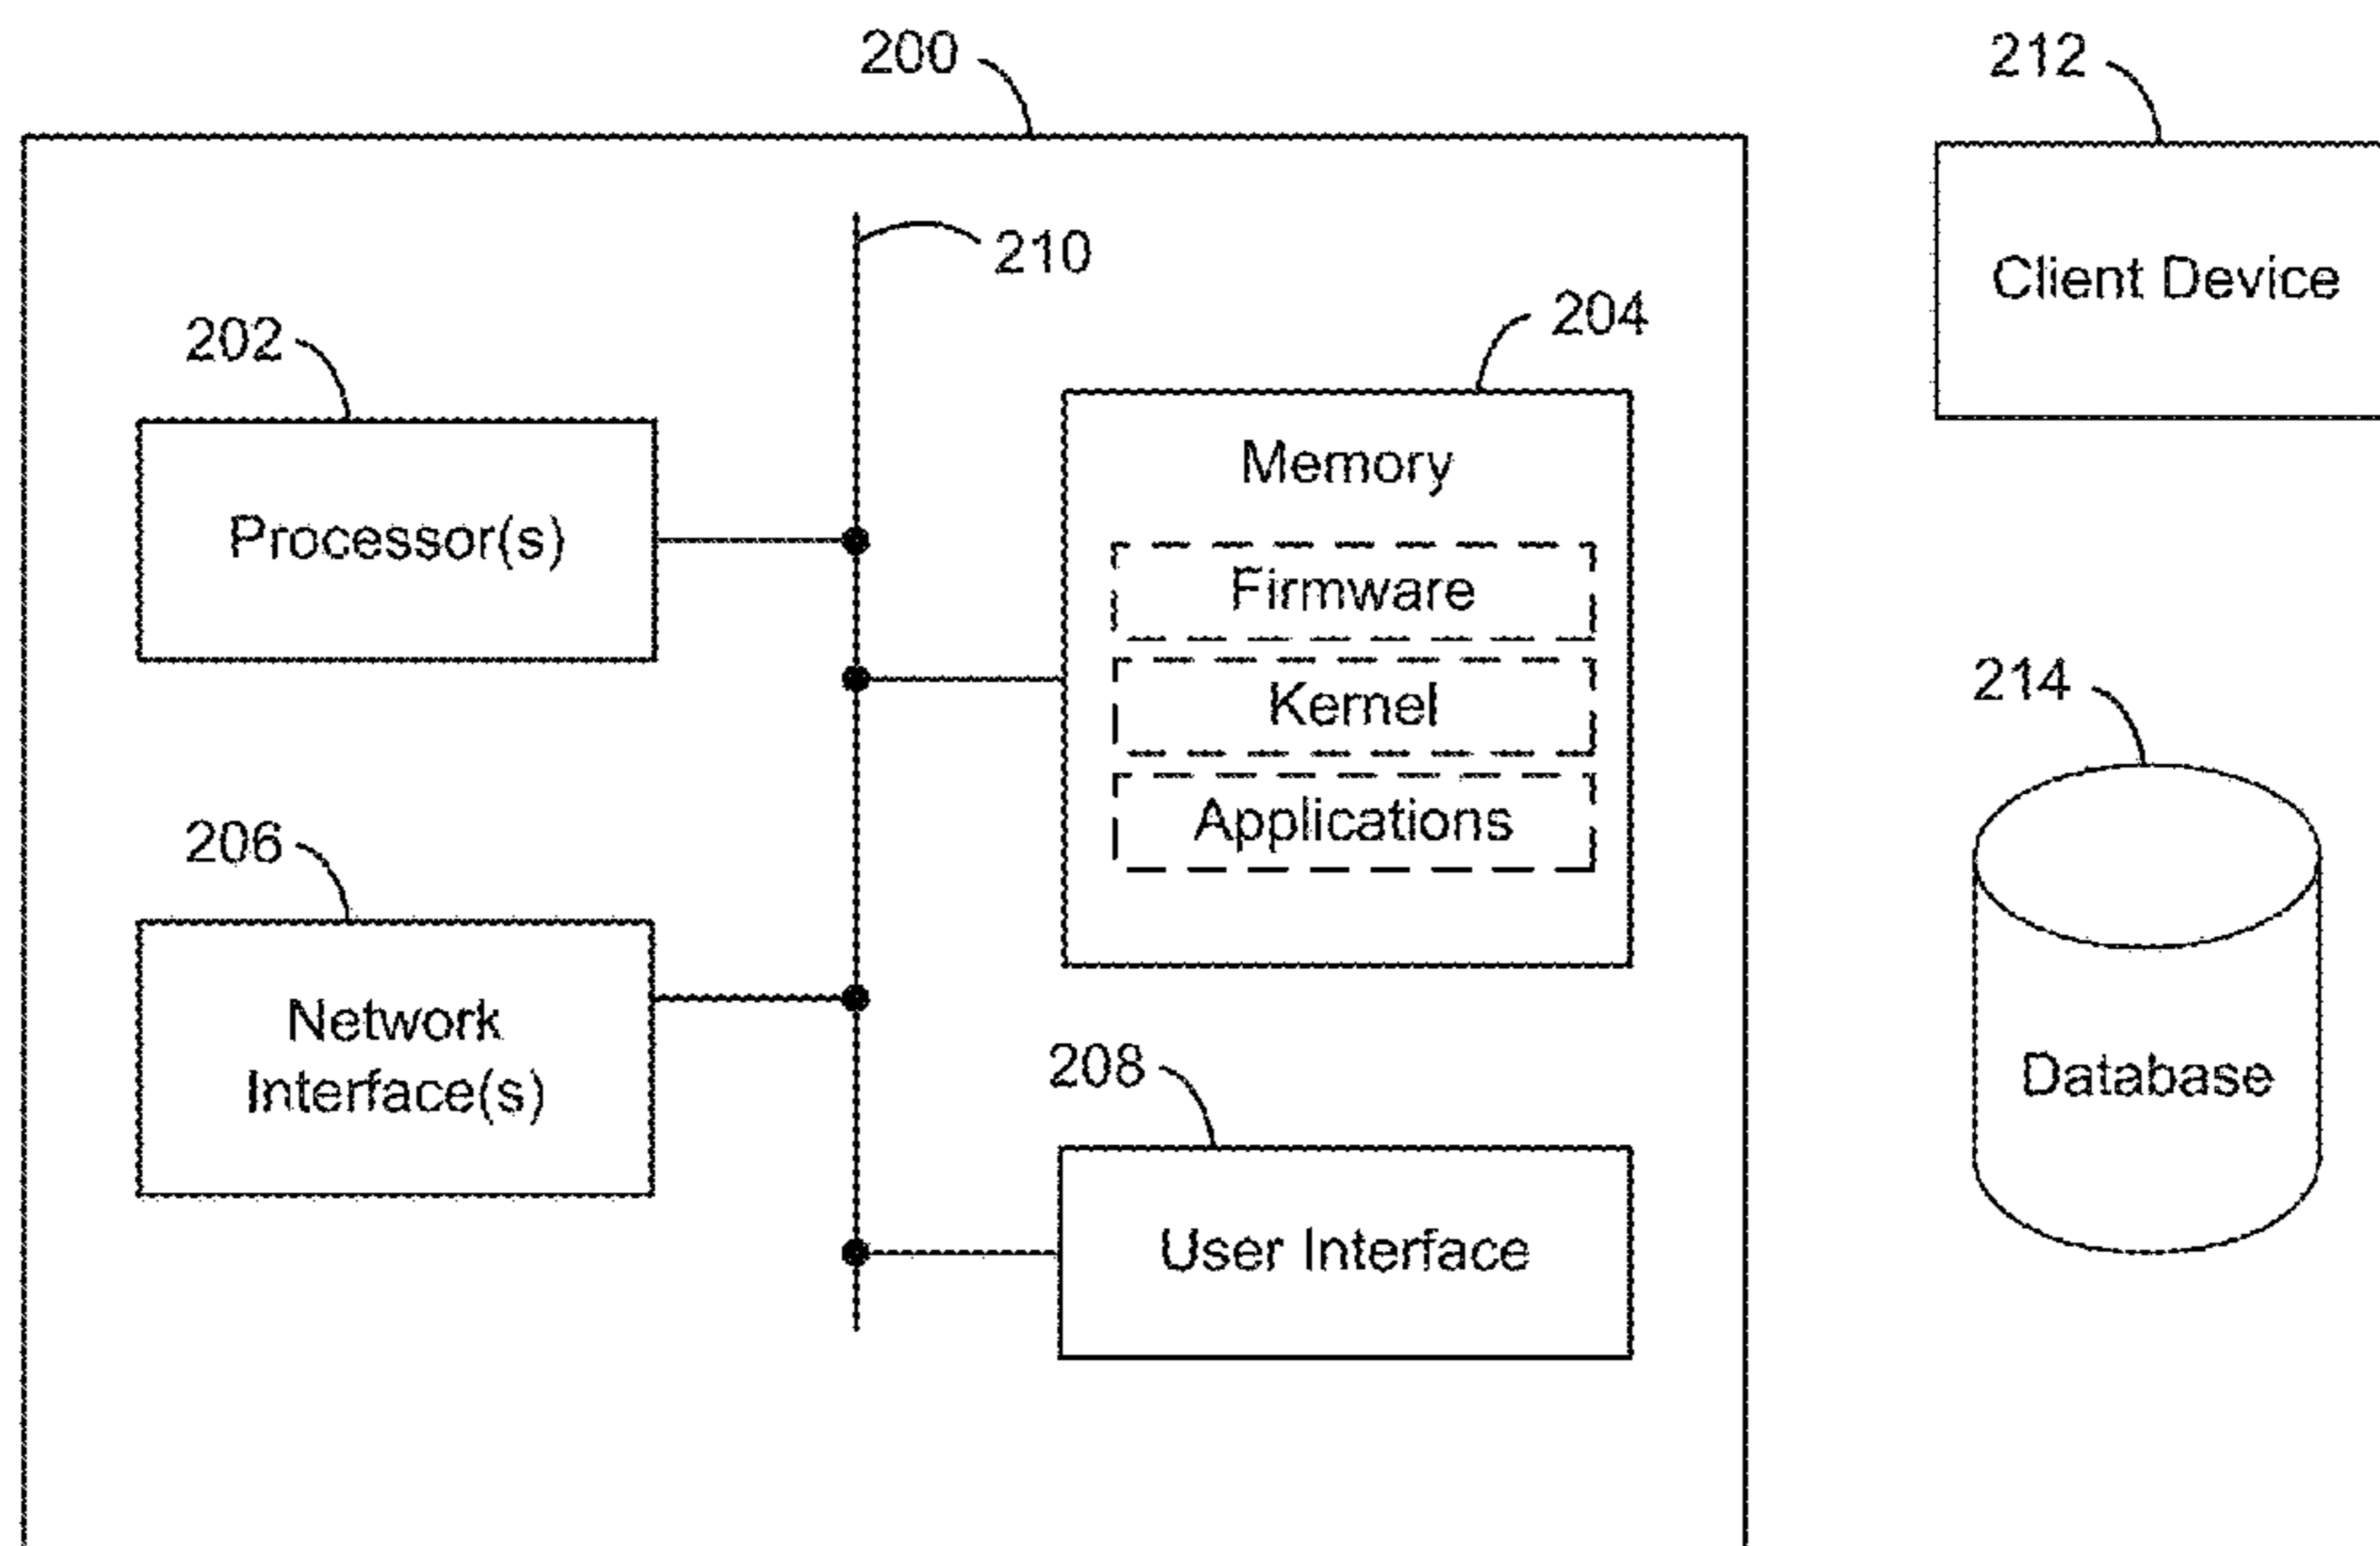 200
212
210
204
202
Client Device
Memory
Processor(s)
Firmware
Kernel
214
Applications
206
Network
Interface(s)
208
Database
User Interface